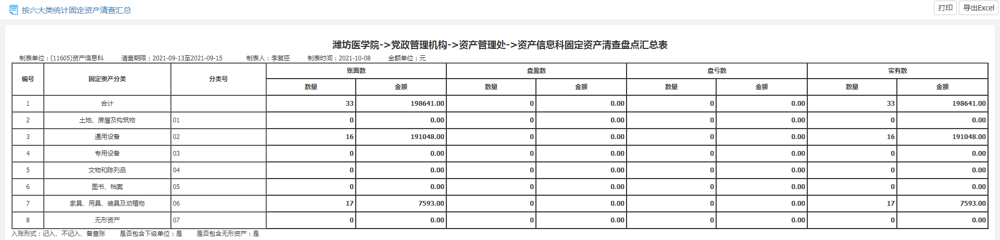 按六大类统计固定资产清查汇总 打印 导出Excel
潍坊医学院->党政管理机构->资产管理处->资产信息科固定资产清查盘点汇总表
制表单位：(11605)资产信息科 清查期限：2021-09-13至2021-09-15 制表人：李复臣 制表时间：2021-10-08 金额单位：元
编号 固定资产分类 分类号 账面数 盘盈数 盘亏数 实有数
数量 金额 数量 金额 数量 金额 数量 金额
1 合计 33 198641.00 0 0.00 0 0.00 33 198641.00
2 土地、房屋及构筑物 01 0 0.00 0 0.00 0 0.00 0 0.00
3 通用设备 02 16 191048.00 0 0.00 0 0.00 16 191048.00
4 专用设备 03 0 0.00 0 0.00 0 0.00 0 0.00
5 文物和陈列品 04 0 0.00 0 0.00 0 0.00 0 0.00
6 图书、档案 05 0 0.00 0 0.00 0 0.00 0 0.00
7 家具、用具、装具及动植物 06 17 7593.00 0 0.00 0 0.00 17 7593.00
8 无形资产 07 0 0.00 0 0.00 0 0.00 0 0.00
入账形式：记入、不记入、备查账 是否包含下级单位：是 是否包含无形资产：是